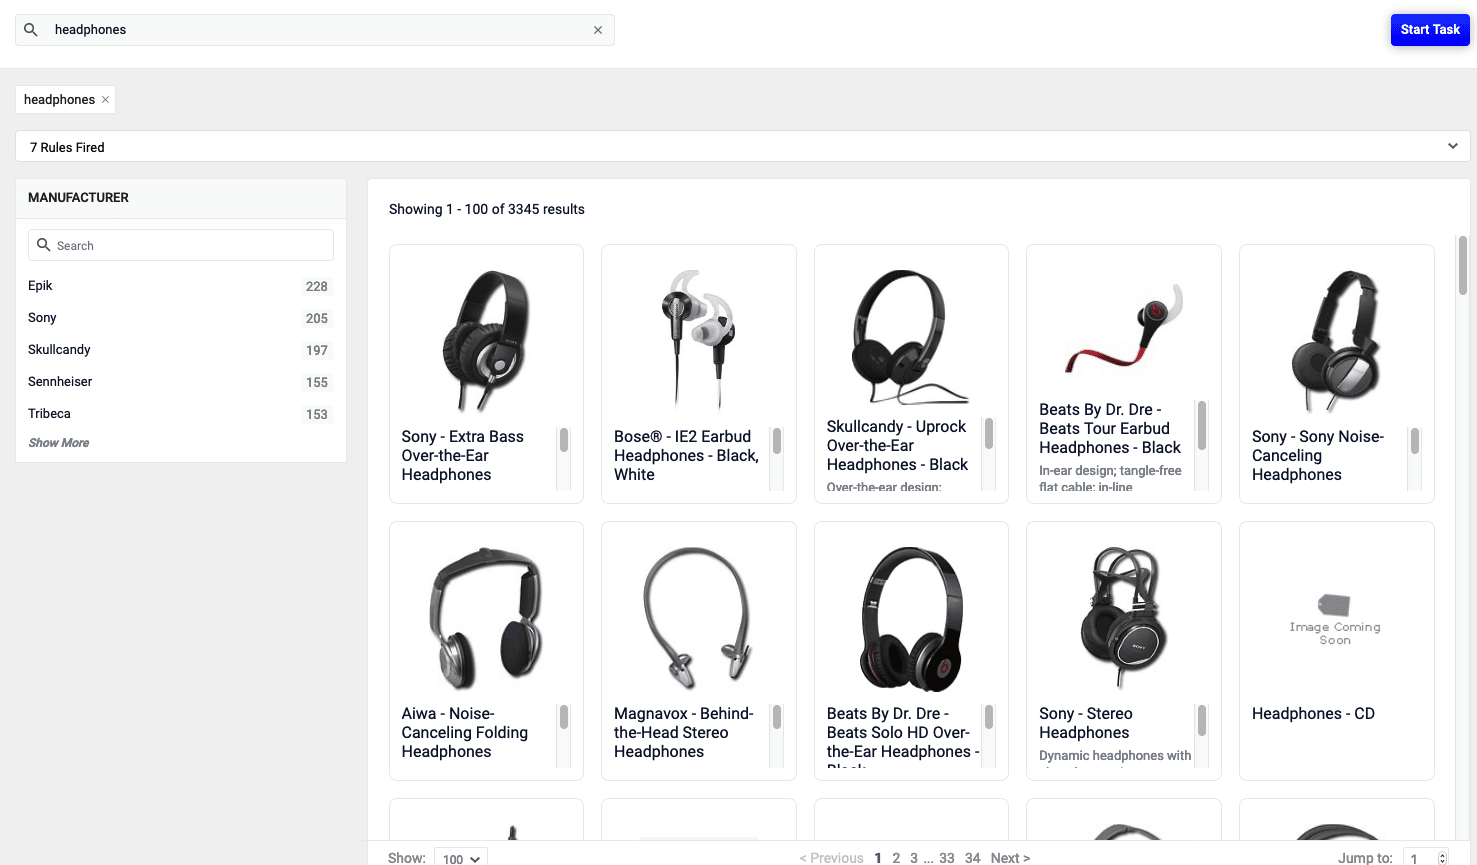 headphones
Start Task
headphones
7 Rules Fired
MANUFACTURER
Search
Epik 228
Sony 205
Skullcandy 197
Sennheiser 155
Tribeca 153
Show More
Showing 1 - 100 of 3345 results
Sony - Extra Bass
Over-the-Ear
Headphones
Bose® - IE2 Earbud
Headphones - Black,
White
Skullcandy - Uprock
Over-the-Ear
Headphones - Black
Over-the-ear design;
Beats By Dr. Dre -
Beats Tour Earbud
Headphones - Black
In-ear design; tangle-free
flat cable; in-line
Sony - Sony Noise-
Canceling
Headphones
Aiwa - Noise-
Canceling Folding
Headphones
Magnavox - Behind-
the-Head Stereo
Headphones
Beats By Dr. Dre -
Beats Solo HD Over-
the-Ear Headphones -
Black
SONY
Sony - Stereo
Headphones
Dynamic headphones with
Image Coming
Soon
Headphones - CD
Show: 100
< Previous 1 2 3 ... 33 34 Next >
Jump to: 1